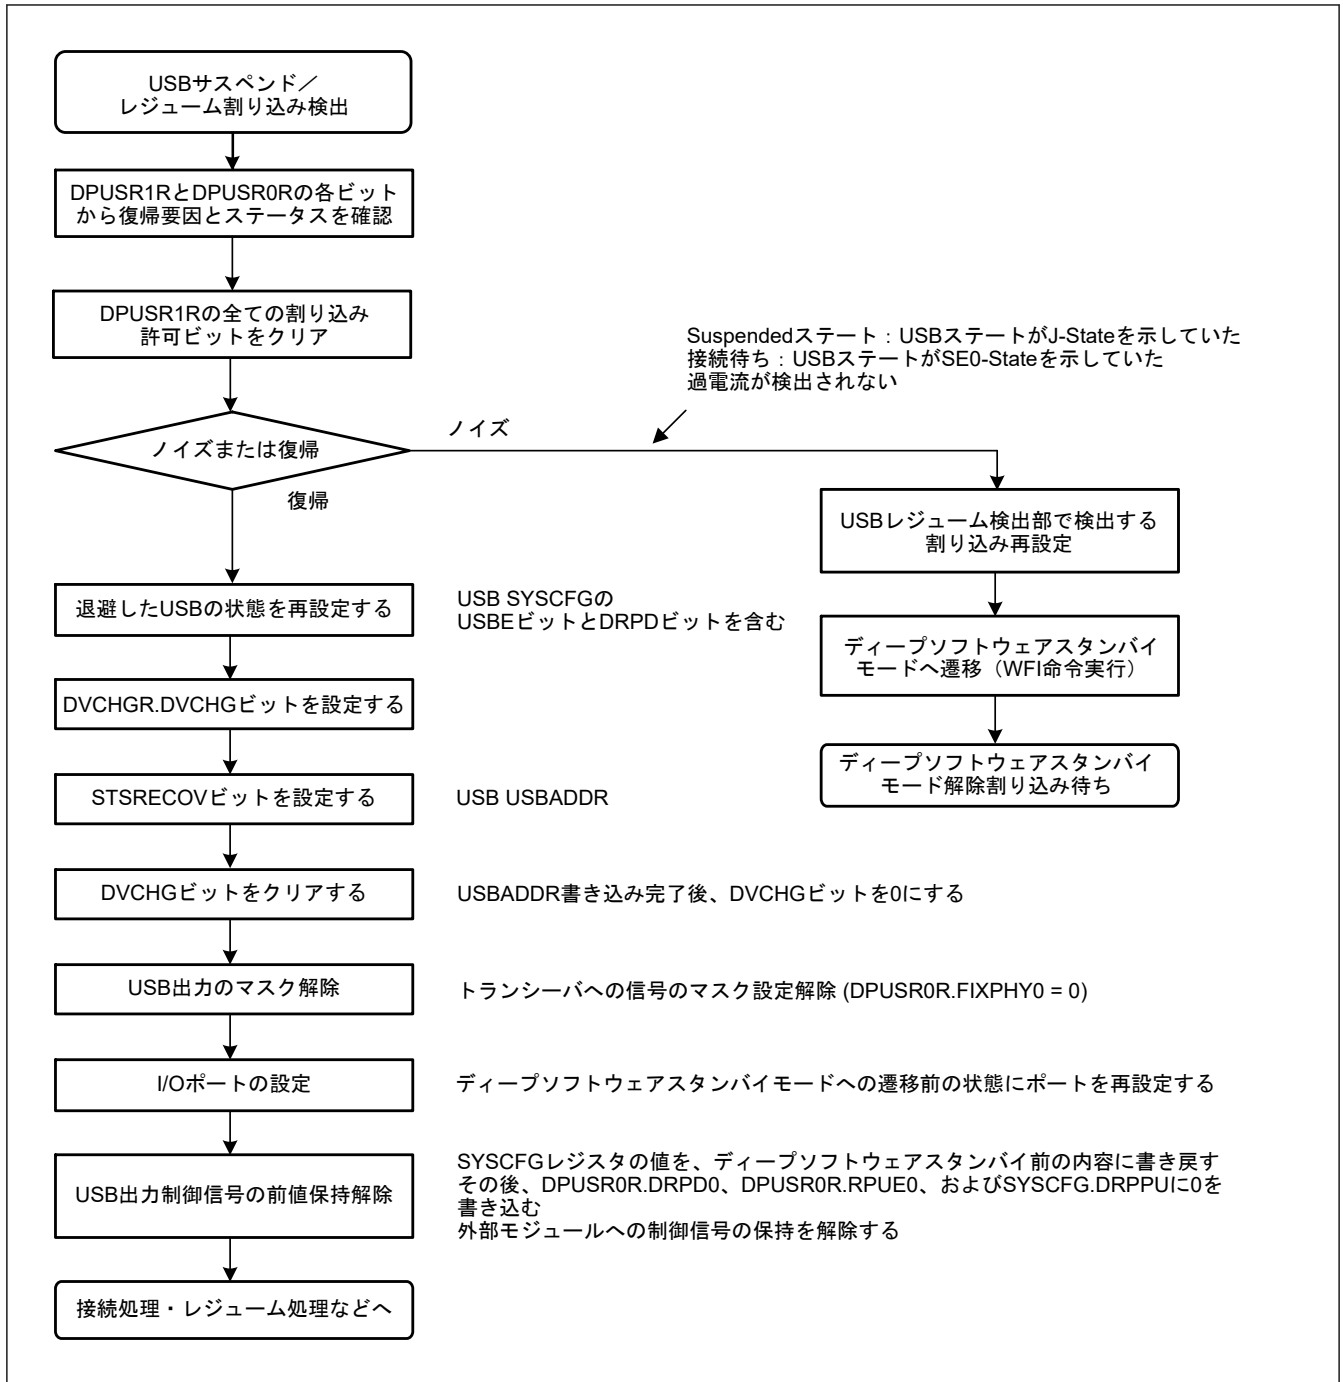 USBサスペンド／
レジューム割り込み検出
DPUSR1RとDPUSR0Rの各ビット
から復帰要因とステータスを確認
DPUSR1Rの全ての割り込み
許可ビットをクリア
Suspendedステート：USBステートがJ-Stateを示していた
接続待ち：USBステートがSE0-Stateを示していた
過電流が検出されない
ノイズまたは復帰
ノイズ
復帰
USBレジューム検出部で検出する
割り込み再設定
ディープソフトウェアスタンバイ
モードへ遷移（WFI命令実行）
ディープソフトウェアスタンバイ
モード解除割り込み待ち
退避したUSBの状態を再設定する
USB SYSCFGの
USBEビットとDRPDビットを含む
DVCHGR.DVCHGビットを設定する
STSRECOVビットを設定する
USB USBADDR
DVCHGビットをクリアする
USBADDR書き込み完了後、DVCHGビットを0にする
USB出力のマスク解除
トランシーバへの信号のマスク設定解除 (DPUSR0R.FIXPHY0 = 0)
I/Oポートの設定
ディープソフトウェアスタンバイモードへの遷移前の状態にポートを再設定する
USB出力制御信号の前値保持解除
SYSCFGレジスタの値を、ディープソフトウェアスタンバイ前の内容に書き戻す
その後、DPUSR0R.DRPD0、DPUSR0R.RPUE0、およびSYSCFG.DRPPUに0を
書き込む
外部モジュールへの制御信号の保持を解除する
接続処理・レジューム処理などへ